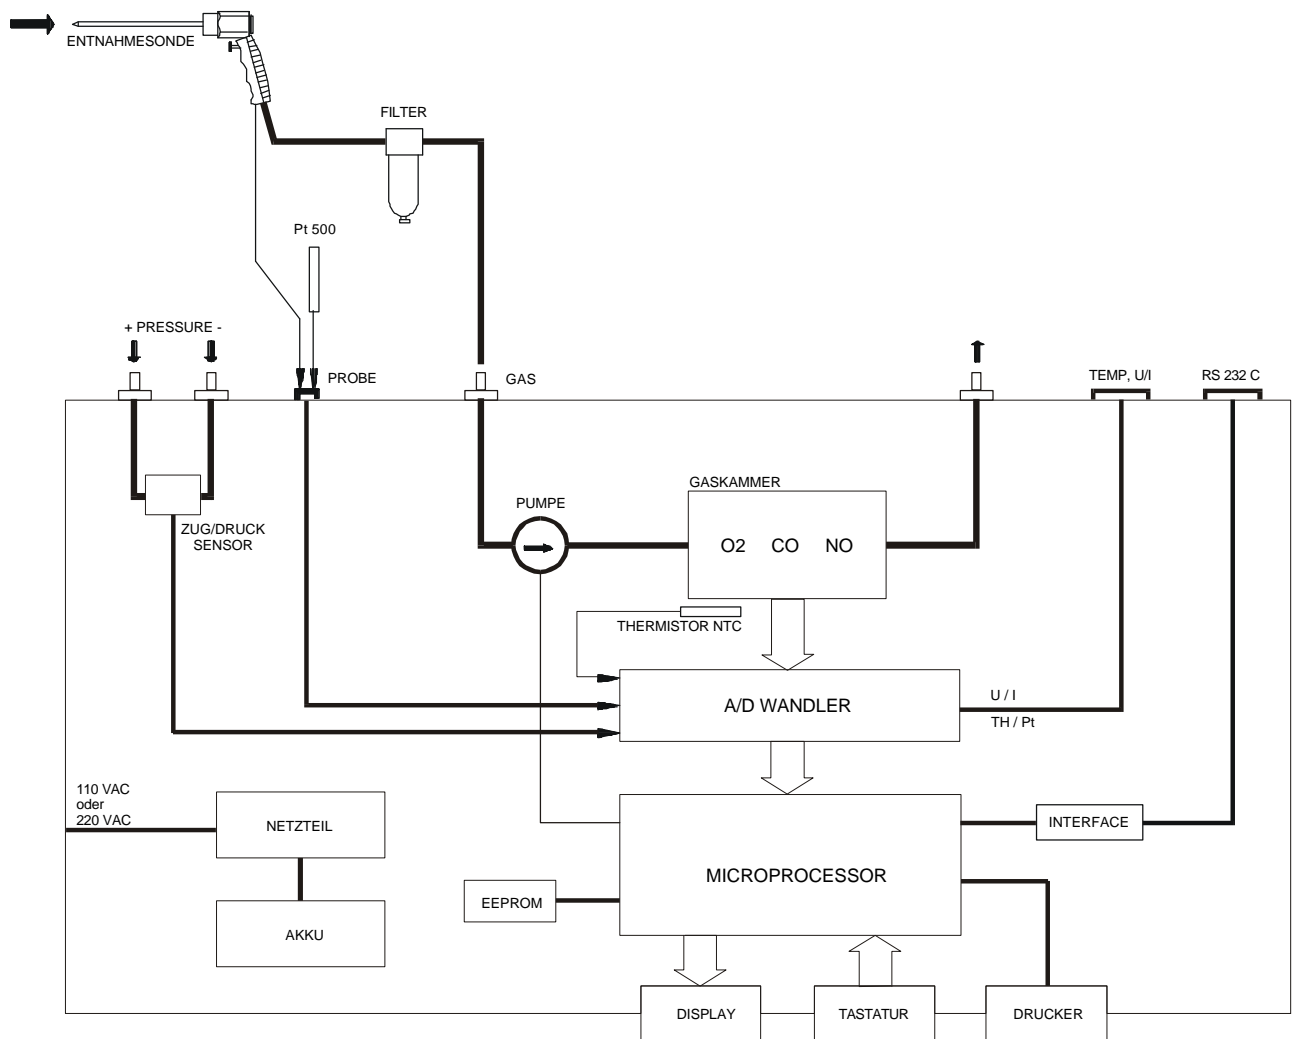 ENTNAHMESONDE
FILTER
Pt 500
+ PRESSURE -
PROBE
GAS
TEMP, U/I
RS 232 C
GASKAMMER
PUMPE
ZUG/DRUCK
SENSOR
O2 CO NO
THERMISTOR NTC
A/D WANDLER
U / I
TH / Pt
110 VAC
oder
220 VAC
NETZTEIL
INTERFACE
MICROPROCESSOR
EEPROM
AKKU
DISPLAY
TASTATUR
DRUCKER